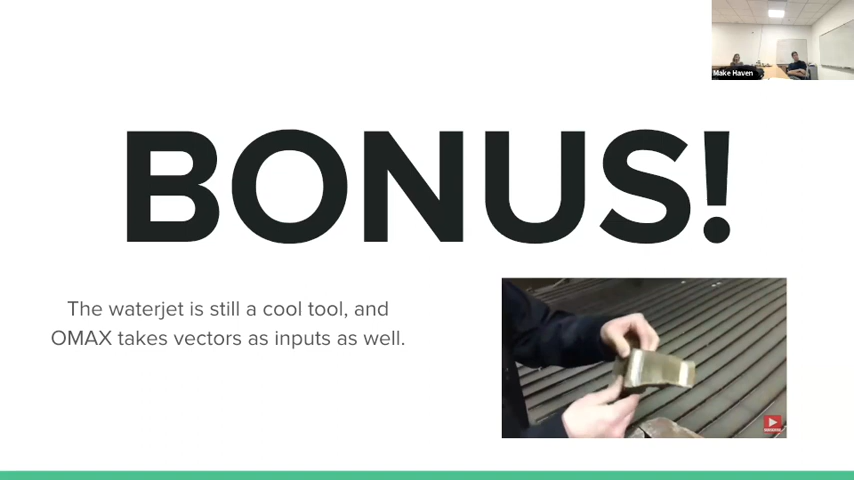 Make Haven
BONUS!
The waterjet is still a cool tool, and
OMAX takes vectors as inputs as well.